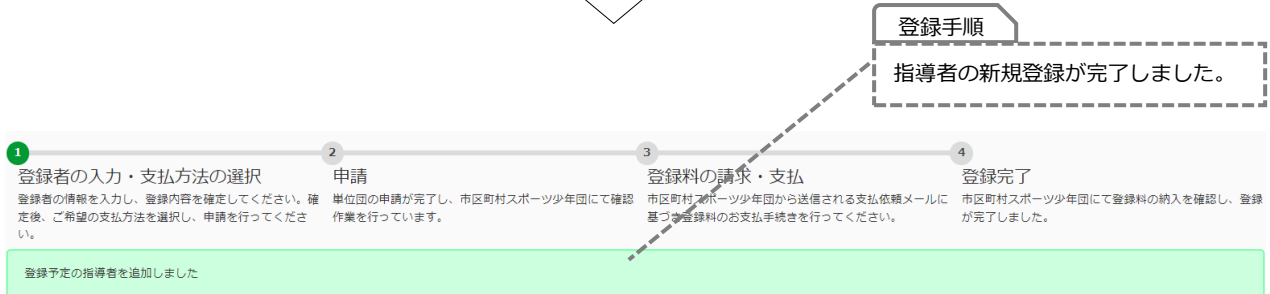 登録手順
指導者の新規登録が完了しました。
1
登録者の入力・支払方法の選択
登録者の情報を入力し、登録内容を確定してください。確
定後、ご希望の支払方法を選択し、申請を行ってくださ
い。
2
申請
単位団の申請が完了し、市区町村スポーツ少年団にて確認
作業を行っています。
3
登録料の請求・支払
市区町村スポーツ少年団から送信される支払依頼メールに
基づき登録料のお支払手続きを行ってください。
4
登録完了
市区町村スポーツ少年団にて登録料の納入を確認し、登録
が完了しました。
登録予定の指導者を追加しました